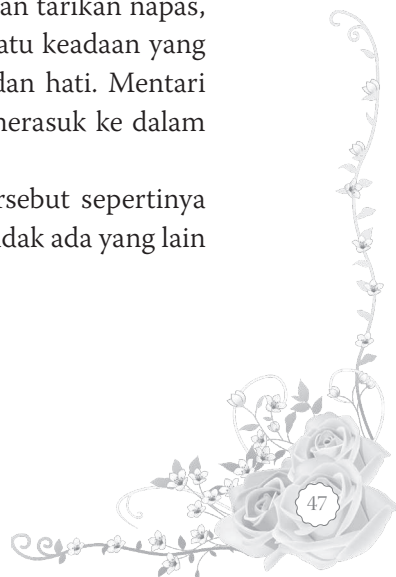 an tarikan napas,
atu keadaan yang
dan hati. Mentari
merasuk ke dalam
rsebut sepertinya
idak ada yang lain
47